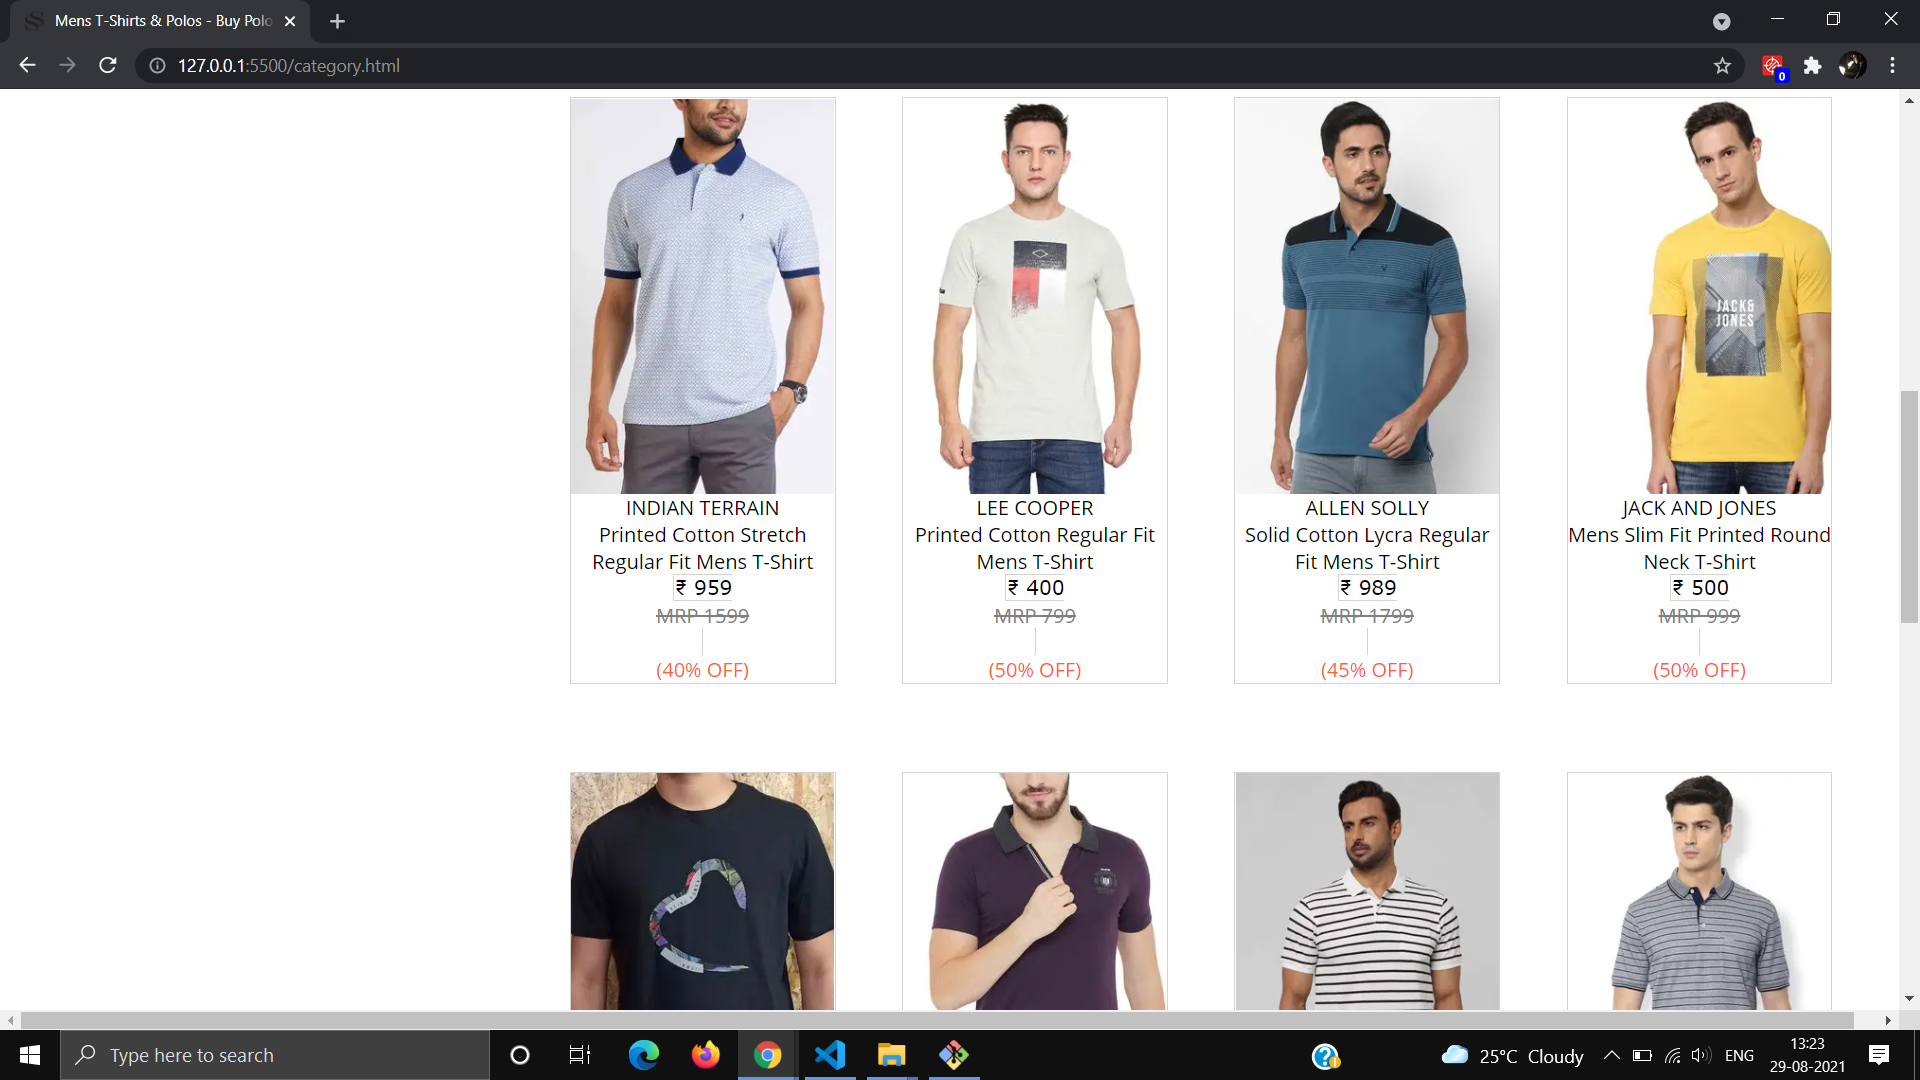 Mens T-Shirts & Polos - Buy Polo
127.0.0.1:5500/category.html
0
JACK&
JONES
INDIAN TERRAIN
Printed Cotton Stretch
Regular Fit Mens T-Shirt
₹ 959
MRP 1599
(40% OFF)
LEE COOPER
Printed Cotton Regular Fit
Mens T-Shirt
₹ 400
MRP 799
(50% OFF)
ALLEN SOLLY
Solid Cotton Lycra Regular
Fit Mens T-Shirt
₹ 989
MRP 1799
(45% OFF)
JACK AND JONES
Mens Slim Fit Printed Round
Neck T-Shirt
₹ 500
MRP 999
(50% OFF)
Type here to search
25°C Cloudy
ENG
13:23
29-08-2021